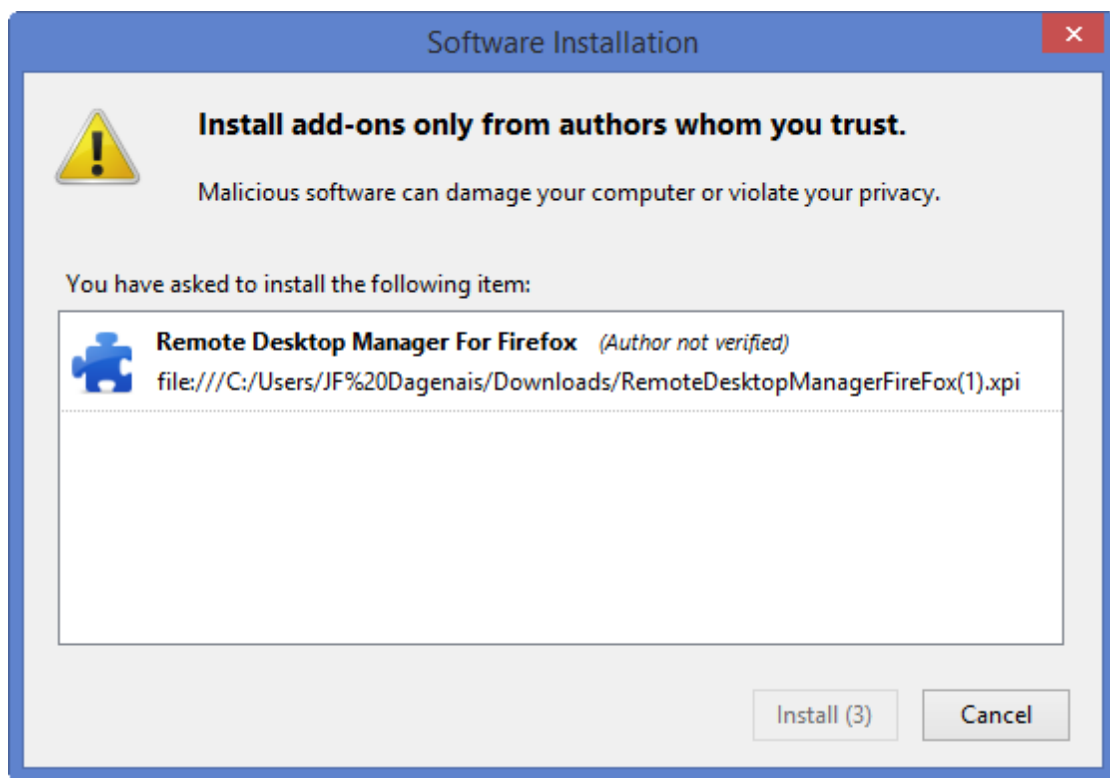 Software Installation
Install add-ons only from authors whom you trust.
Malicious software can damage your computer or violate your privacy.
You have asked to install the following item:
Remote Desktop Manager For Firefox (Author not verified)
file:///C:/Users/JF%20Dagenais/Downloads/RemoteDesktopManagerFireFox(1).xpi
Install (3) Cancel